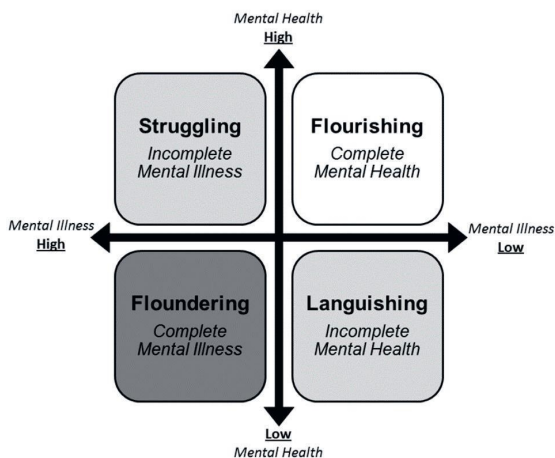 Mental Health
High
Struggling
Incomplete
Mental Illness
Flourishing
Complete
Mental Health
Mental Illness
High
Mental Illness
Low
Floundering
Complete
Mental Illness
Languishing
Incomplete
Mental Health
Low
Mental Health